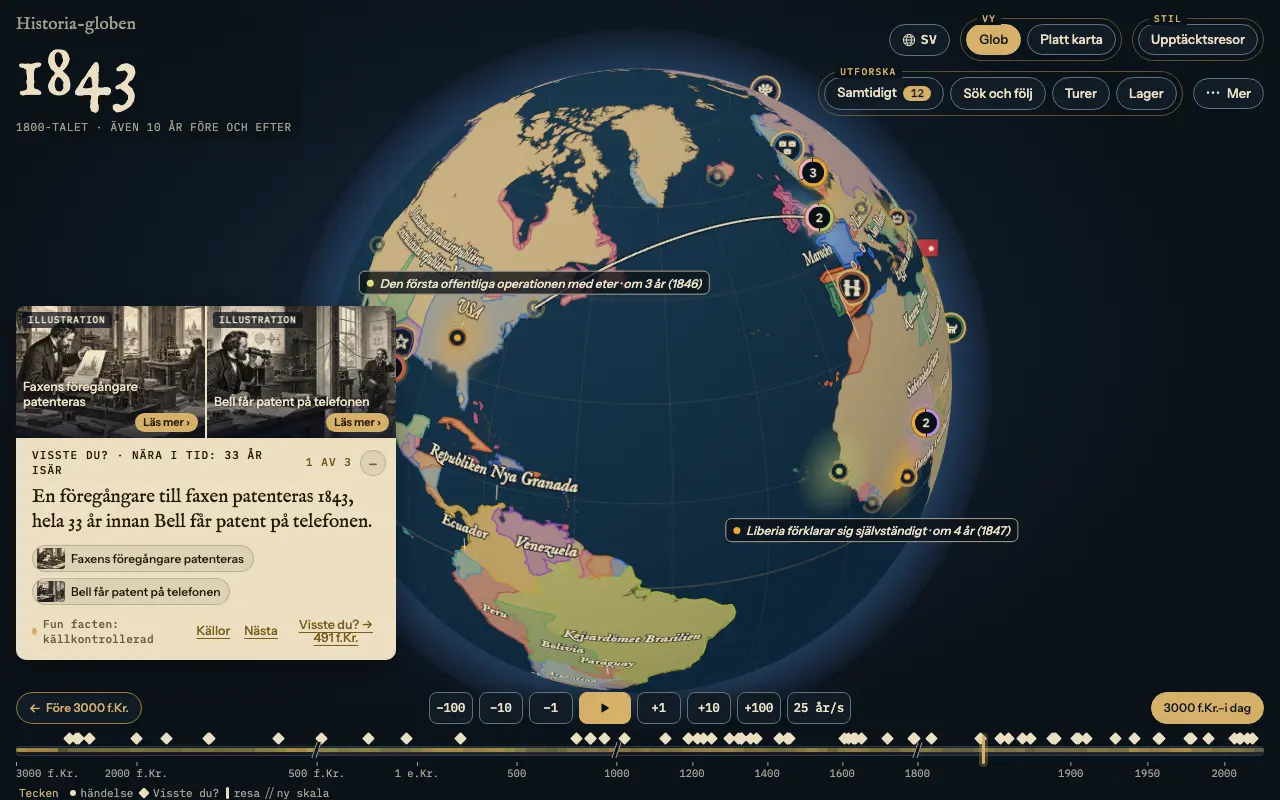 Historia-globen
1843
1800-TALET · ÄVEN 10 ÅR FÖRE OCH EFTER
SV
VY
Glob
Platt karta
STIL
Upptäcktsresor
UTFORSKA
Samtidigt 12
Sök och följ
Turer
Lager
··· Mer
3
2
Den första offentliga operationen med eter · om 3 år (1846)
Marocko
H
USA
2
Liberia förklarar sig självständigt · om 4 år (1847)
Republiken Nya Granada
Ecuador
Venezuela
Peru
Kejsardömet Brasilien
Bolivia
Paraguay
ILLUSTRATION
Faxens föregångare
patenteras
Läs mer ›
ILLUSTRATION
Bell får patent på telefonen
Läs mer ›
VISSTE DU? · NÄRA I TID: 33 ÅR
ISÄR
1 AV 3
–
En föregångare till faxen patenteras 1843,
hela 33 år innan Bell får patent på telefonen.
Faxens föregångare patenteras
Bell får patent på telefonen
Fun facten:
källkontrollerad
Källor
Nästa
Visste du? →
491 f.Kr.
← Före 3000 f.Kr.
−100
−10
−1
+1
+10
+100
25 år/s
3000 f.Kr.–i dag
3000 f.Kr.
2000 f.Kr.
500 f.Kr.
1 e.Kr.
500
1000
1200
1400
1600
1800
1900
1950
2000
Tecken
händelse
Visste du?
resa
// ny skala